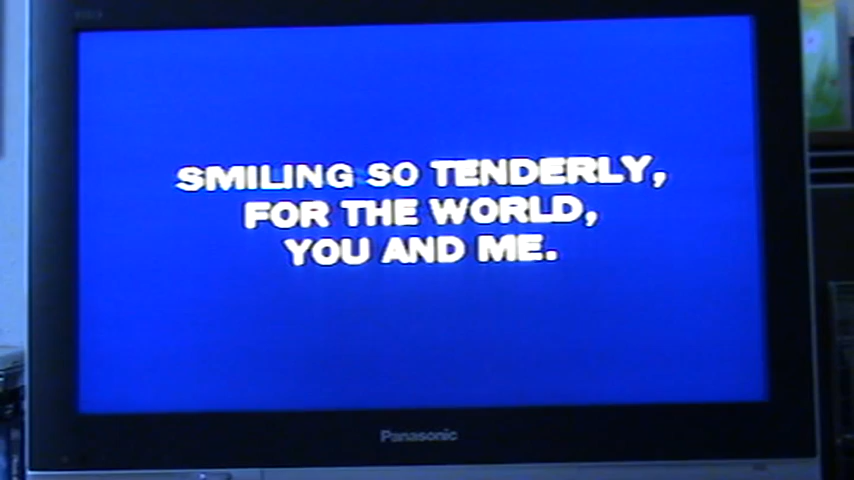 SMILING SO TENDERLY,
FOR THE WORLD,
YOU AND ME.
Panasonic